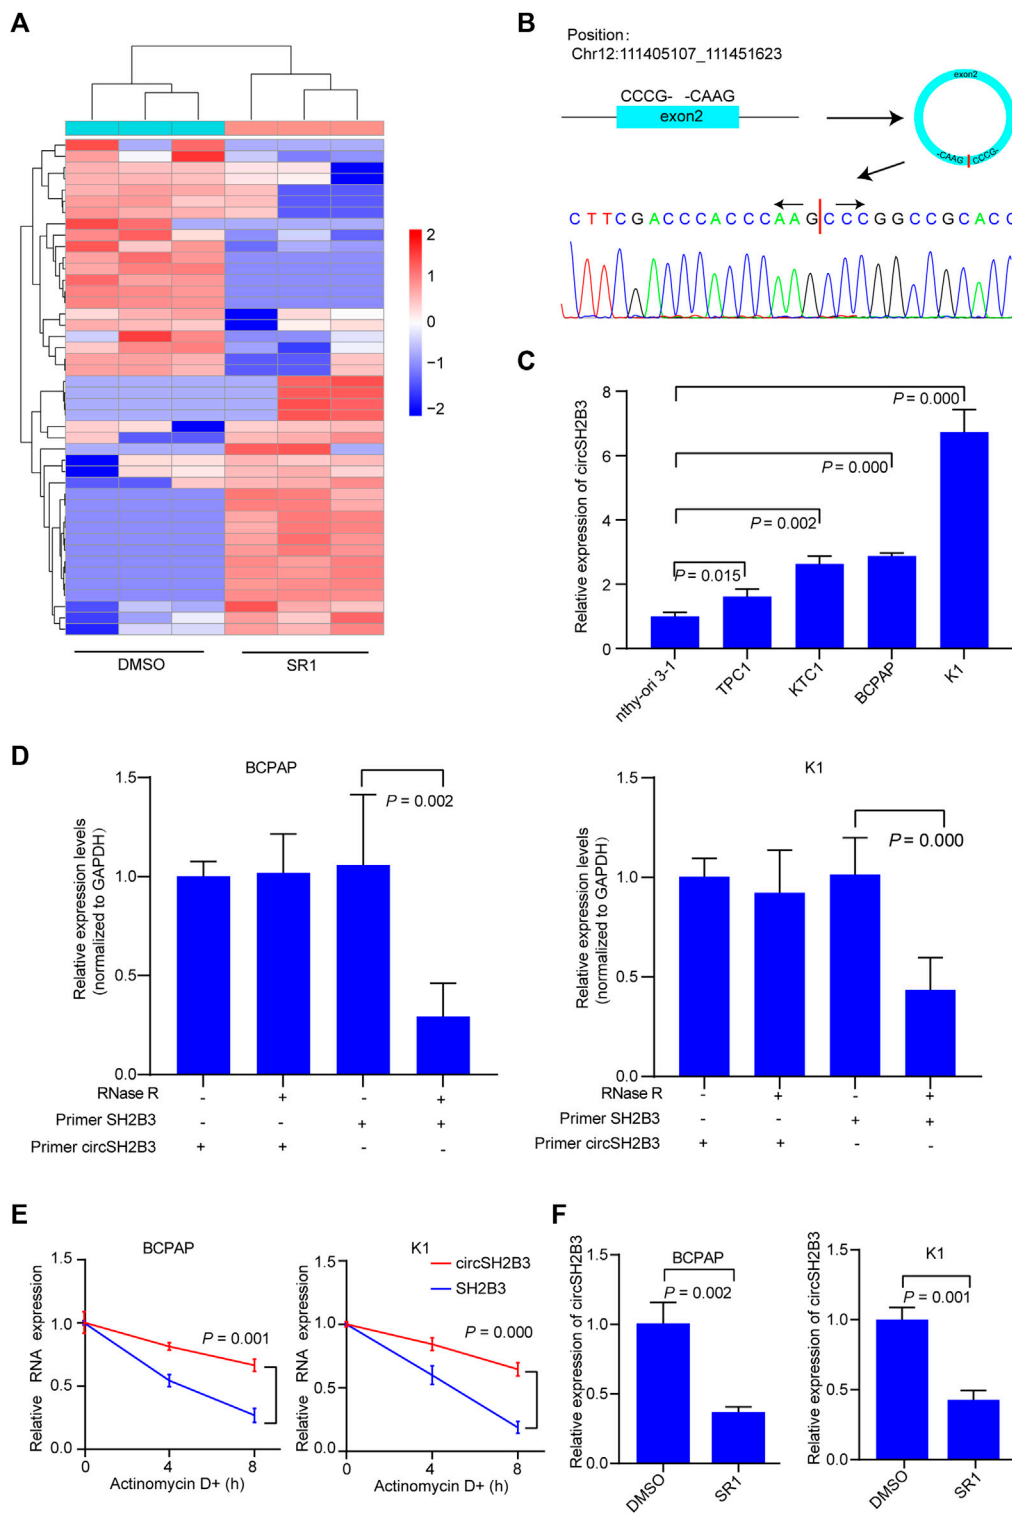 A
2
1
0
−1
−2
DMSO
SR1
B
Position:
Chr12:111405107_111451623
CCCG- -CAAG
exon2
exon2
-CAAG CCCG-
C T T C G A C C C A C C C A A G C C C G G C C G C A C C
C
Relative expression of circSH2B3
8
6
4
2
0
P = 0.000
P = 0.000
P = 0.002
P = 0.015
nthy-ori 3-1
TPC1
KTC1
BCPAP
K1
D
BCPAP
Relative expression levels
(normalized to GAPDH)
1.5
1.0
0.5
0.0
P = 0.002
RNase R - + - +
Primer SH2B3 - - + +
Primer circSH2B3 + + - -
K1
Relative expression levels
(normalized to GAPDH)
1.5
1.0
0.5
0.0
P = 0.000
RNase R - + - +
Primer SH2B3 - - + +
Primer circSH2B3 + + - -
E
BCPAP
Relative RNA expression
1.5
1.0
0.5
0.0
P = 0.001
0 4 8
Actinomycin D+ (h)
K1
Relative RNA expression
1.5
1.0
0.5
0.0
circSH2B3
SH2B3
P = 0.000
0 4 8
Actinomycin D+ (h)
F
Relative expression of circSH2B3
1.5
1.0
0.5
0.0
BCPAP
P = 0.002
DMSO
SR1
Relative expression of circSH2B3
1.5
1.0
0.5
0.0
K1
P = 0.001
DMSO
SR1